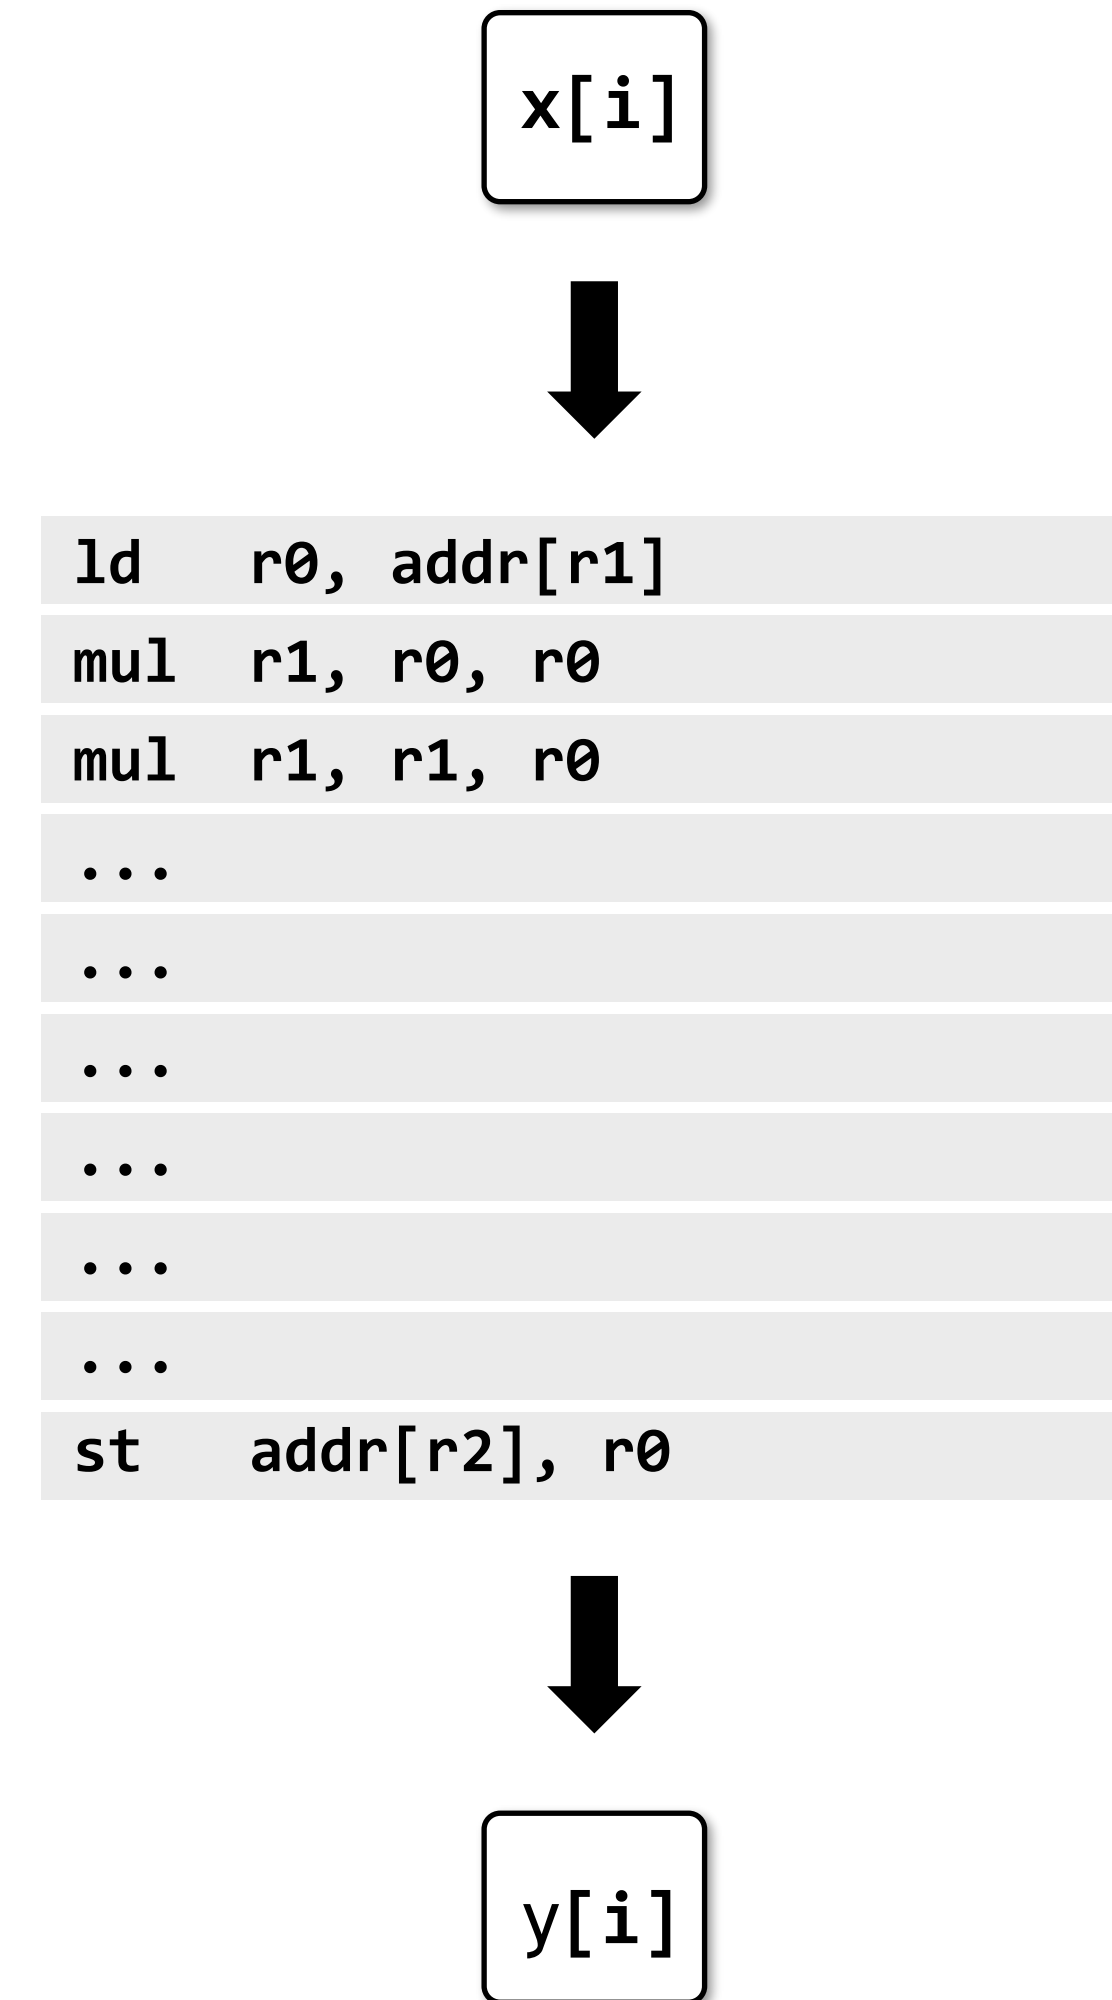 x[i]
ld r0, addr[r1]
mul r1, r0, r0
mul r1, r1, r0
...
...
...
...
...
...
st addr[r2], r0
y[i]